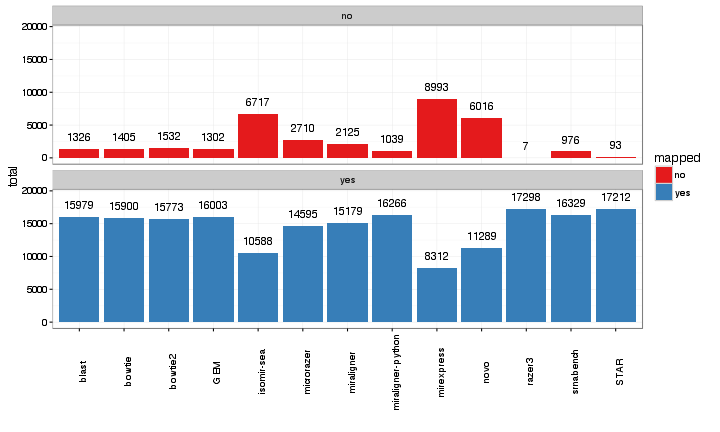 no
20000
15000
10000
5000
0
1326 1405 1532 1302 6717 2710 2125 1039 8993 6016 7 976 93
yes
20000
15000
10000
5000
0
15979 15900 15773 16003 10588 14595 15179 16266 8312 11289 17298 16329 17212
total
blast bowtie bowtie2 GEM isomir-sea microrazer miraligner miraligner-python mirexpress novo razer3 srnabench STAR
mapped
no
yes